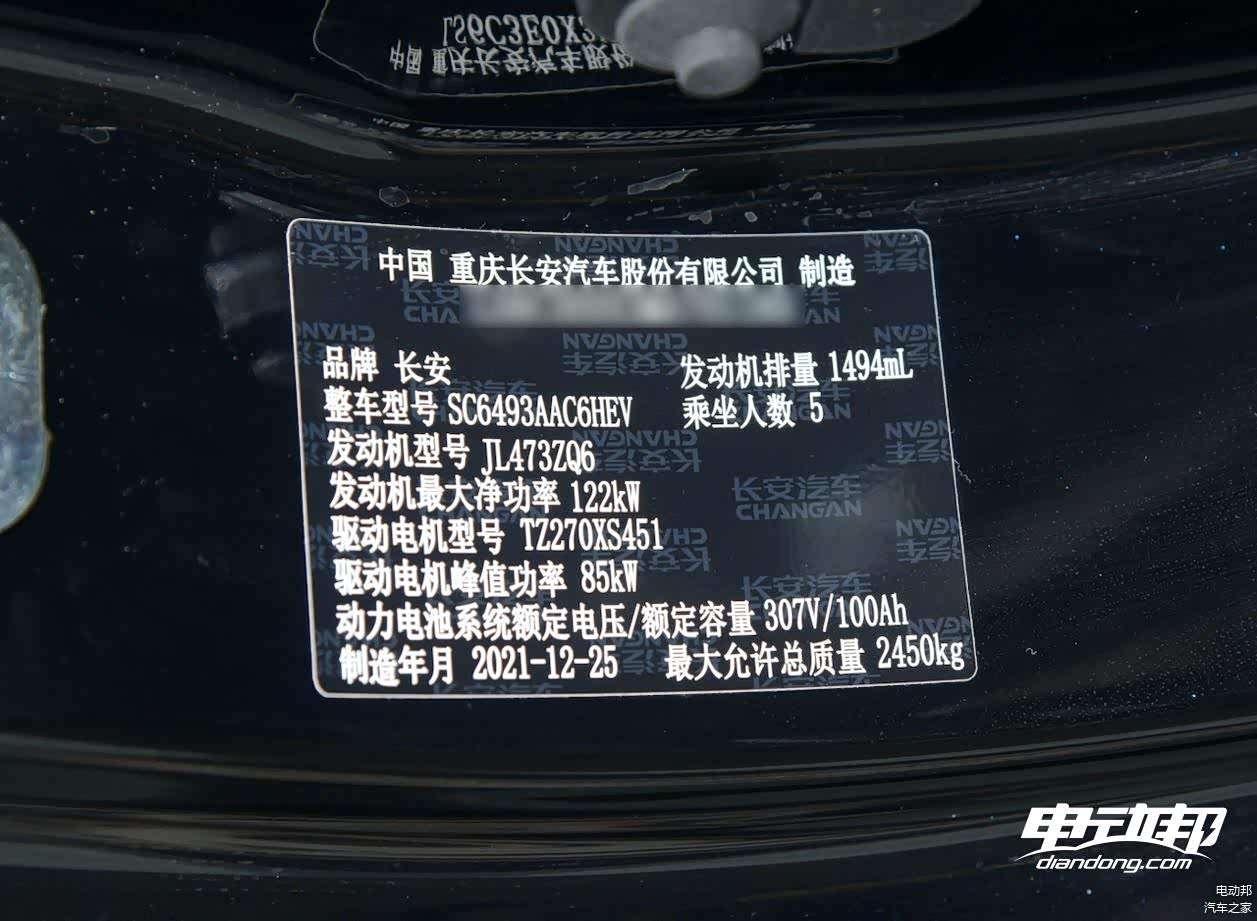 中国 重庆长安汽车股份有限公司 制造
品牌 长安 发动机排量 1494mL
整车型号 SC6493AAC6HEV 乘坐人数 5
发动机型号 JL473ZQ6
发动机最大净功率 122kW
驱动电机型号 TZ270XS451
驱动电机峰值功率 85kW
动力电池系统额定电压/额定容量 307V/100Ah
制造年月 2021-12-25 最大允许总质量 2450kg
长安汽车
CHANGAN
电动邦
diandong.com
电动邦
汽车之家